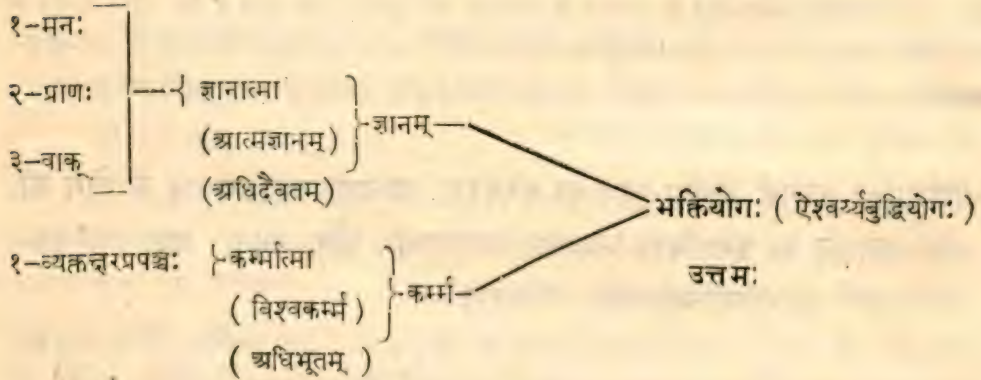 १-मनः
२-प्राणः
३-वाक्
ज्ञानात्मा
(आत्मज्ञानम्)
(अधिदैवतम्)
ज्ञानम्
भक्तियोगः ( ऐश्वर्य्यबुद्धियोगः )
उत्तमः
१-व्यक्तक्षरप्रपञ्चः
कर्म्मात्मा
( विश्वकर्म्म )
( अधिभूतम् )
कर्म्म